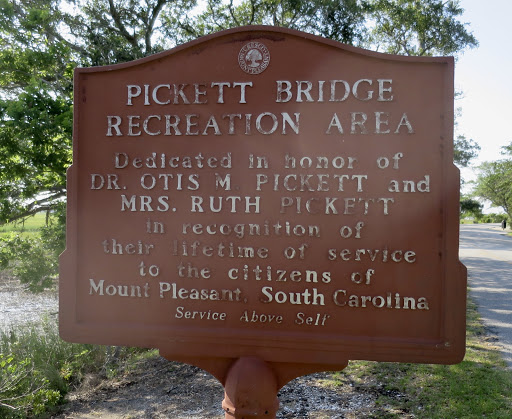 PICKETT BRIDGE
RECREATION AREA
Dedicated in honor of
DR. OTIS M. PICKETT and
MRS. RUTH PICKETT
in recognition of
their lifetime of service
to the citizens of
Mount Pleasant, South Carolina
Service Above Self